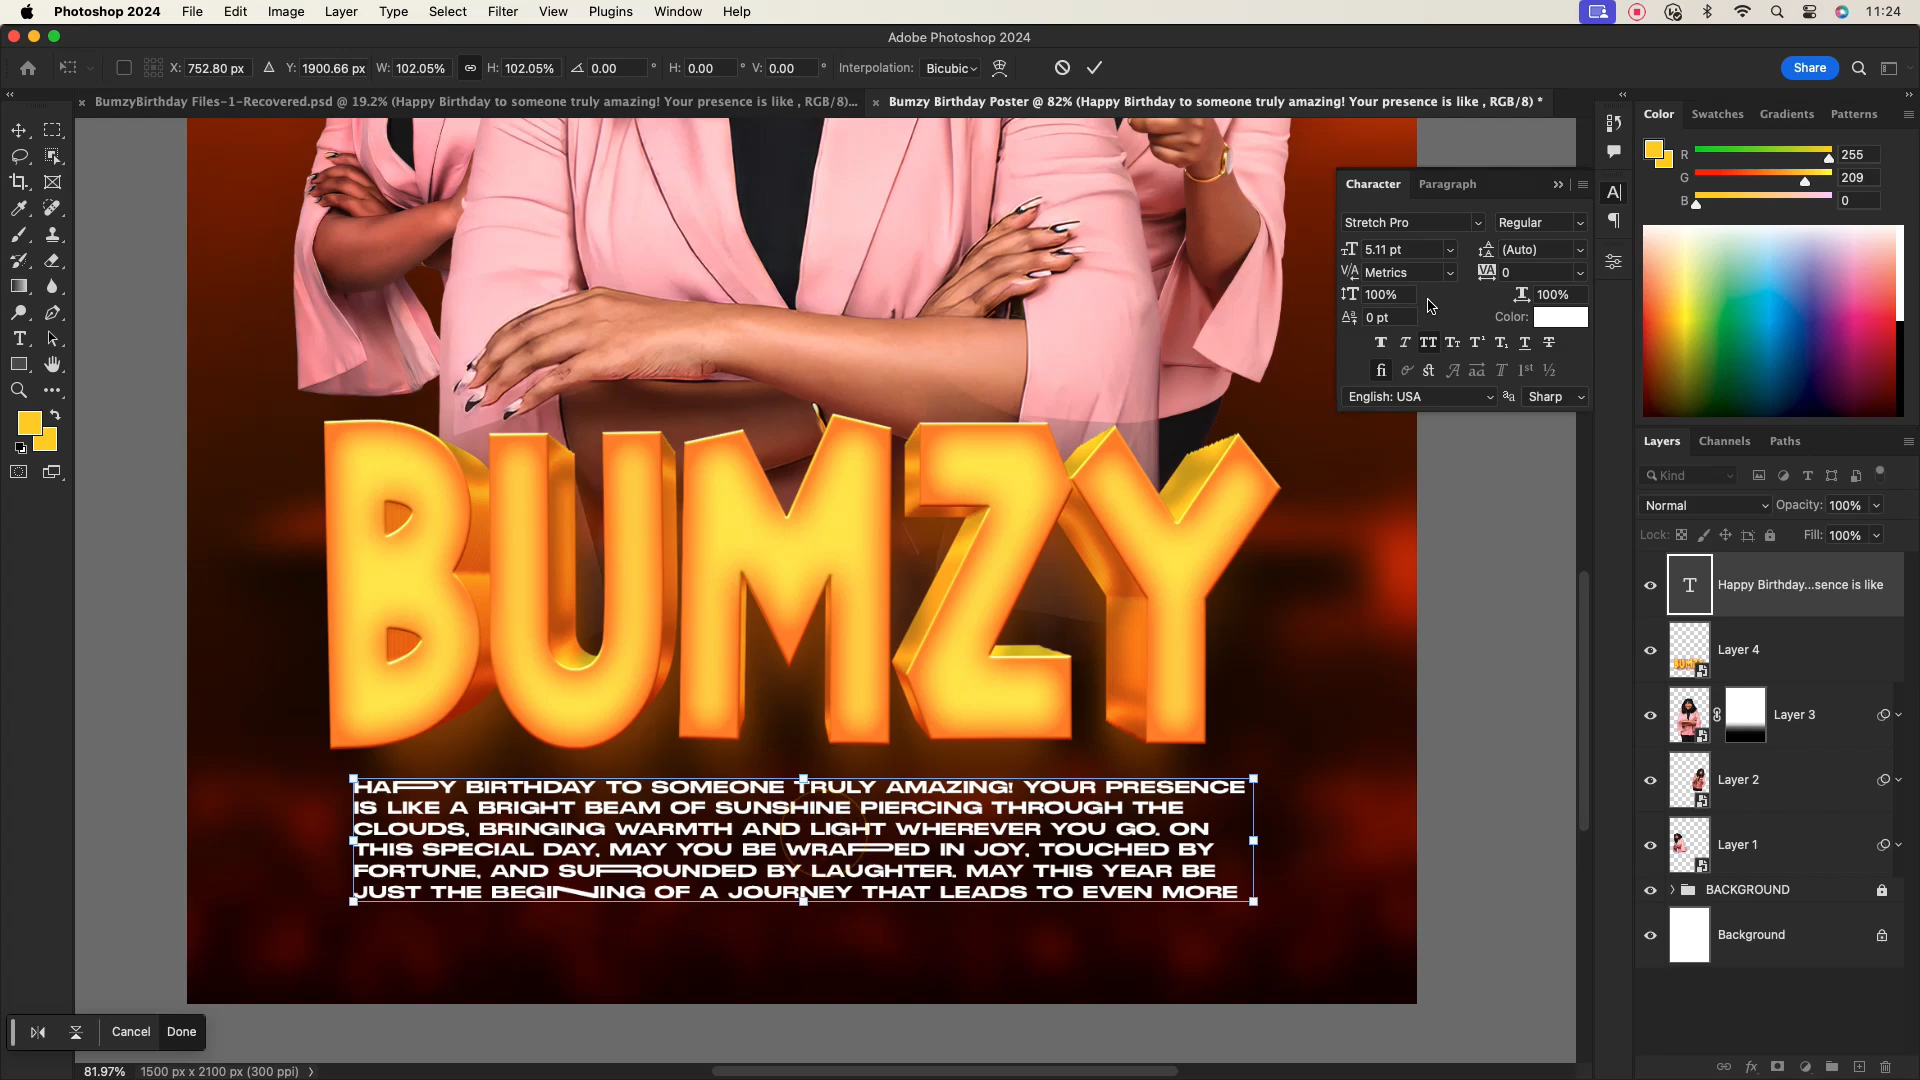 Photoshop 2024 File Edit Image Layer Type Select Filter View Plugins Window Help 11:24
Adobe Photoshop 2024
X: 752.80 px Y: 1900.66 px W: 102.05% H: 102.05% 0.00 ° H: 0.00 ° V: 0.00 ° Interpolation: Bicubic Share
BumzyBirthday Files-1-Recovered.psd @ 19.2% (Happy Birthday to someone truly amazing! Your presence is like , RGB/8)...
Bumzy Birthday Poster @ 82% (Happy Birthday to someone truly amazing! Your presence is like , RGB/8) *
Color Swatches Gradients Patterns
R 255
G 209
B 0
Character Paragraph
Stretch Pro Regular
5.11 pt (Auto)
Metrics 0
100% 100%
0 pt Color:
English: USA Sharp
BUMZY
HAPPY BIRTHDAY TO SOMEONE TRULY AMAZING! YOUR PRESENCE
IS LIKE A BRIGHT BEAM OF SUNSHINE PIERCING THROUGH THE
CLOUDS, BRINGING WARMTH AND LIGHT WHEREVER YOU GO. ON
THIS SPECIAL DAY, MAY YOU BE WRAPPED IN JOY, TOUCHED BY
FORTUNE, AND SURROUNDED BY LAUGHTER. MAY THIS YEAR BE
JUST THE BEGINNING OF A JOURNEY THAT LEADS TO EVEN MORE
Layers Channels Paths
Kind
Normal Opacity: 100%
Lock: Fill: 100%
Happy Birthday...sence is like
Layer 4
Layer 3
Layer 2
Layer 1
BACKGROUND
Background
Cancel Done
81.97% 1500 px x 2100 px (300 ppi)